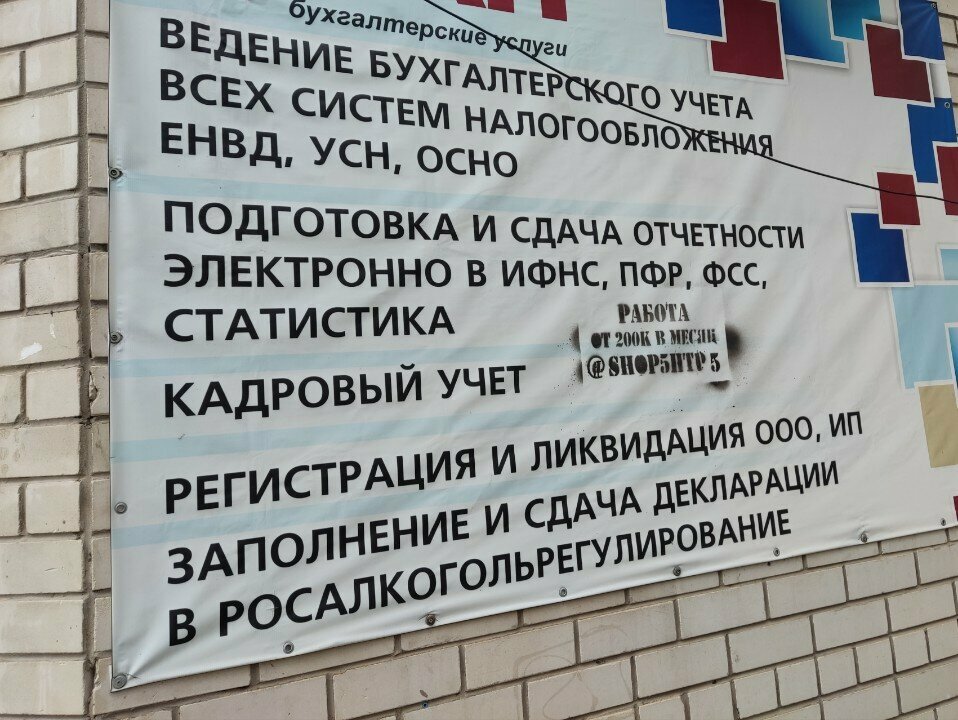 бухгалтерские услуги
ВЕДЕНИЕ БУХГАЛТЕРСКОГО УЧЕТА
ВСЕХ СИСТЕМ НАЛОГООБЛОЖЕНИЯ
ЕНВД, УСН, ОСНО
ПОДГОТОВКА И СДАЧА ОТЧЕТНОСТИ
ЭЛЕКТРОННО В ИФНС, ПФР, ФСС,
СТАТИСТИКА
РАБОТА
ОТ 200К В МЕСЯЦ
@SHOP5HTP5
КАДРОВЫЙ УЧЕТ
РЕГИСТРАЦИЯ И ЛИКВИДАЦИЯ ООО, ИП
ЗАПОЛНЕНИЕ И СДАЧА ДЕКЛАРАЦИИ
В РОСАЛКОГОЛЬРЕГУЛИРОВАНИЕ